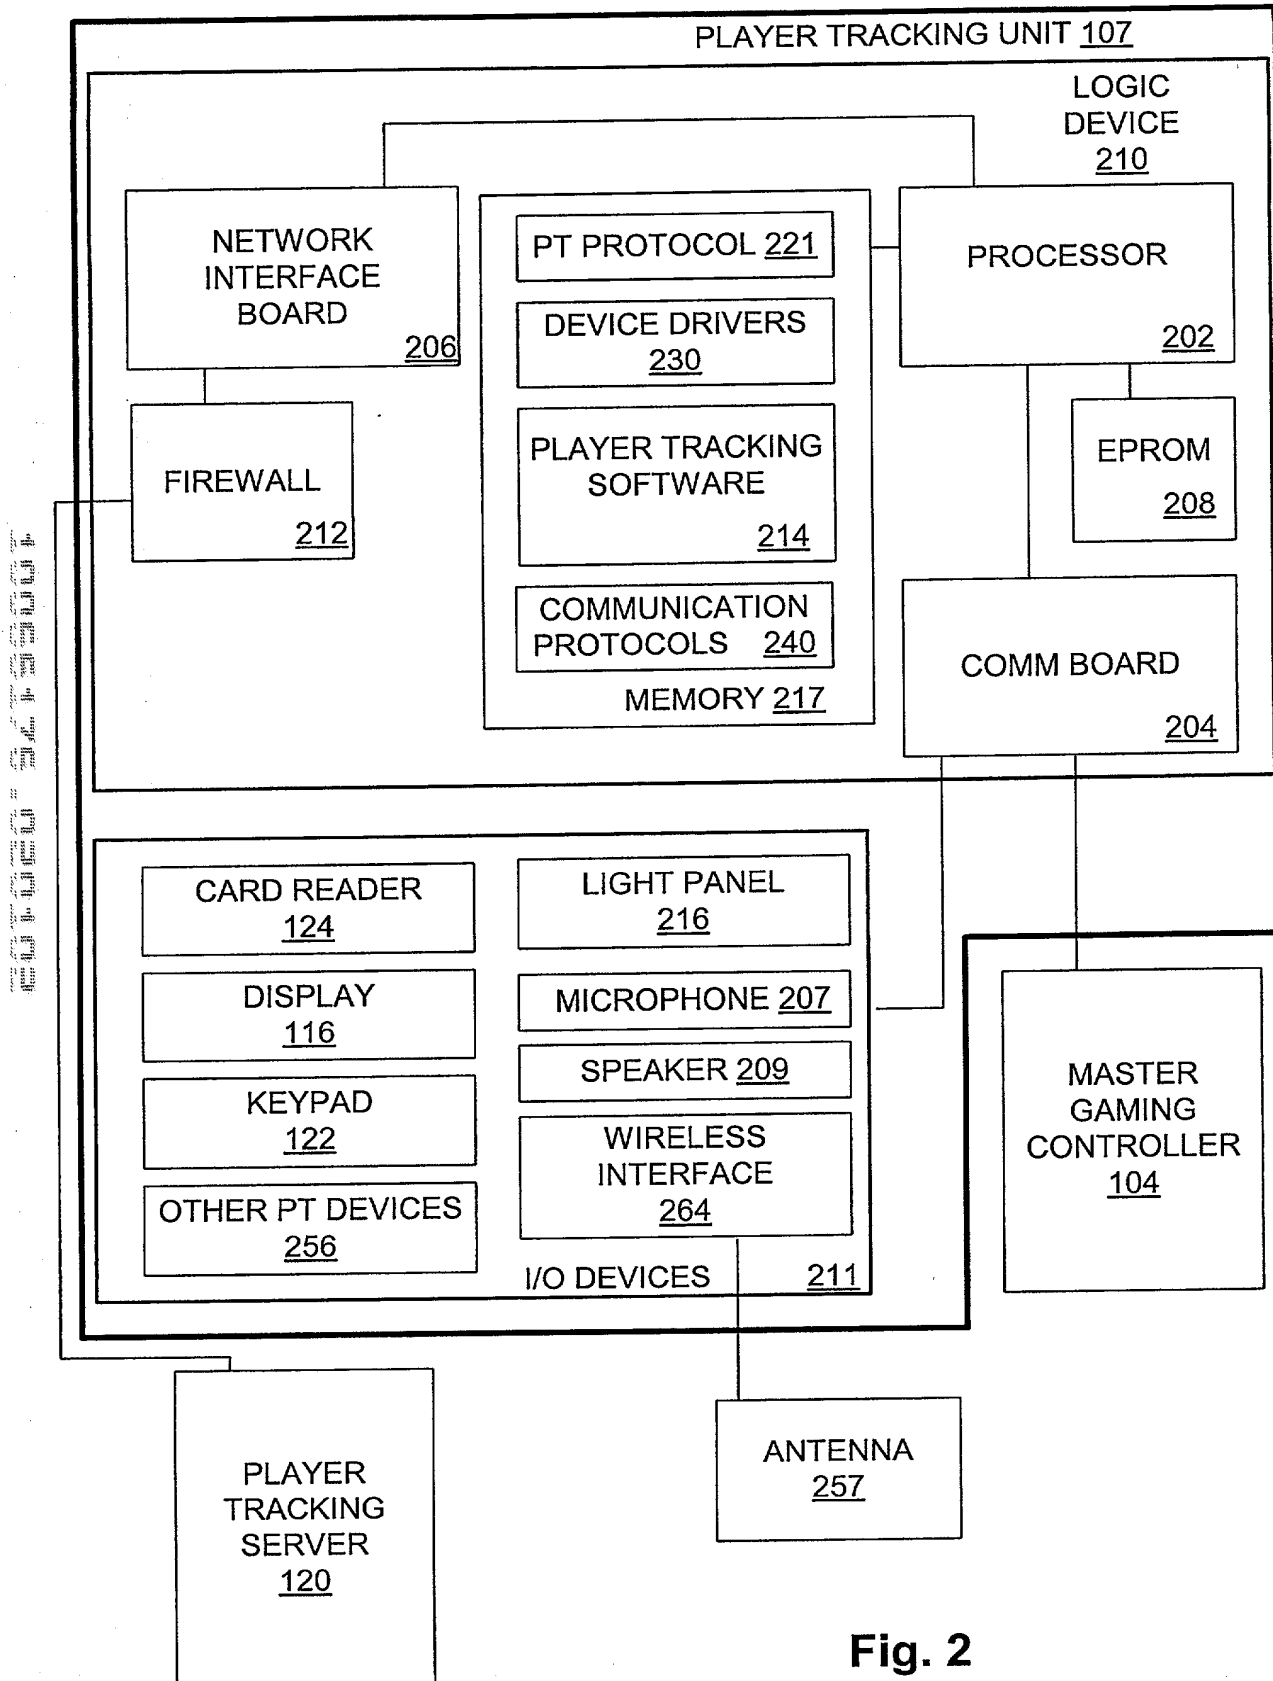 PLAYER TRACKING UNIT 107
LOGIC
DEVICE
210
NETWORK
INTERFACE
BOARD
206
PT PROTOCOL 221
DEVICE DRIVERS
230
PLAYER TRACKING
SOFTWARE
214
COMMUNICATION
PROTOCOLS 240
MEMORY 217
PROCESSOR
202
FIREWALL
212
EPROM
208
COMM BOARD
204
CARD READER
124
DISPLAY
116
KEYPAD
122
OTHER PT DEVICES
256
LIGHT PANEL
216
MICROPHONE 207
SPEAKER 209
WIRELESS
INTERFACE
264
I/O DEVICES 211
MASTER
GAMING
CONTROLLER
104
PLAYER
TRACKING
SERVER
120
ANTENNA
257
Fig. 2